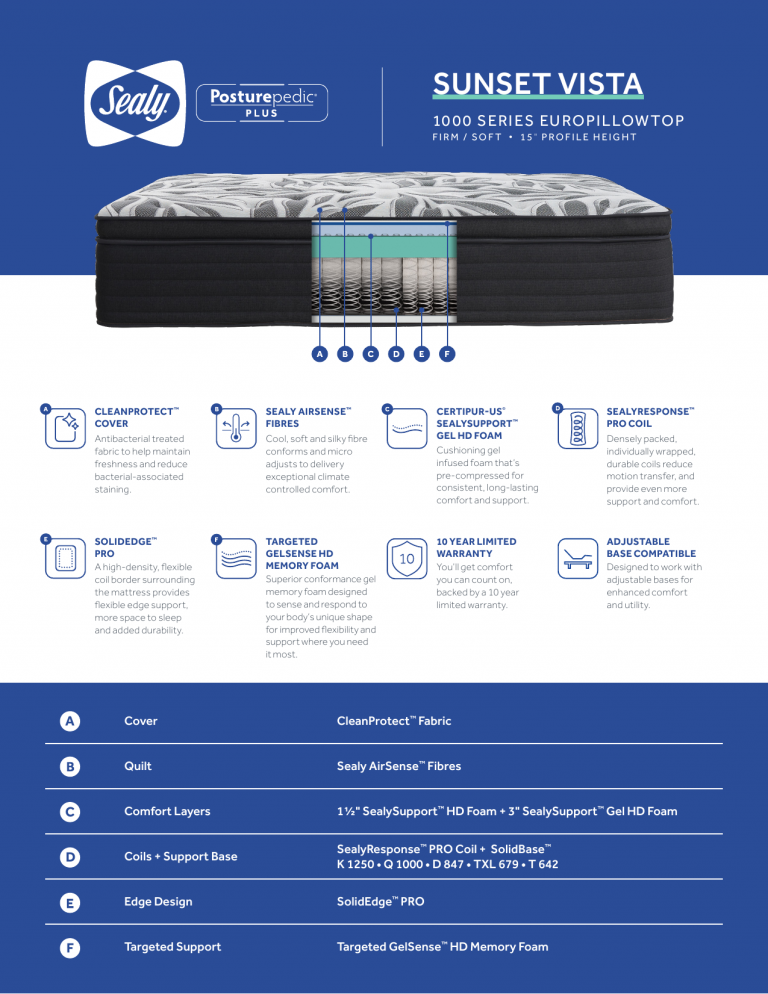 Sealy
Posturepedic®
PLUS
SUNSET VISTA
1000 SERIES EUROPILLOWTOP
FIRM / SOFT • 15" PROFILE HEIGHT
A B C D E F
A
CLEANPROTECT™
COVER
Antibacterial treated
fabric to help maintain
freshness and reduce
bacterial-associated
staining.
B
SEALY AIRSENSE™
FIBRES
Cool, soft and silky fibre
conforms and micro
adjusts to delivery
exceptional climate
controlled comfort.
C
CERTIPUR-US®
SEALYSUPPORT™
GEL HD FOAM
Cushioning gel
infused foam that's
pre-compressed for
consistent, long-lasting
comfort and support.
D
SEALYRESPONSE™
PRO COIL
Densely packed,
individually wrapped,
durable coils reduce
motion transfer, and
provide even more
support and comfort.
E
SOLIDEDGE™
PRO
A high-density, flexible
coil border surrounding
the mattress provides
flexible edge support,
more space to sleep
and added durability.
F
TARGETED
GELSENSE HD
MEMORY FOAM
Superior conformance gel
memory foam designed
to sense and respond to
your body's unique shape
for improved flexibility and
support where you need
it most.
10
10 YEAR LIMITED
WARRANTY
You'll get comfort
you can count on,
backed by a 10 year
limited warranty.
ADJUSTABLE
BASE COMPATIBLE
Designed to work with
adjustable bases for
enhanced comfort
and utility.
A Cover CleanProtect™ Fabric
B Quilt Sealy AirSense™ Fibres
C Comfort Layers 1½" SealySupport™ HD Foam + 3" SealySupport™ Gel HD Foam
D Coils + Support Base SealyResponse™ PRO Coil + SolidBase™
K 1250 • Q 1000 • D 847 • TXL 679 • T 642
E Edge Design SolidEdge™ PRO
F Targeted Support Targeted GelSense™ HD Memory Foam